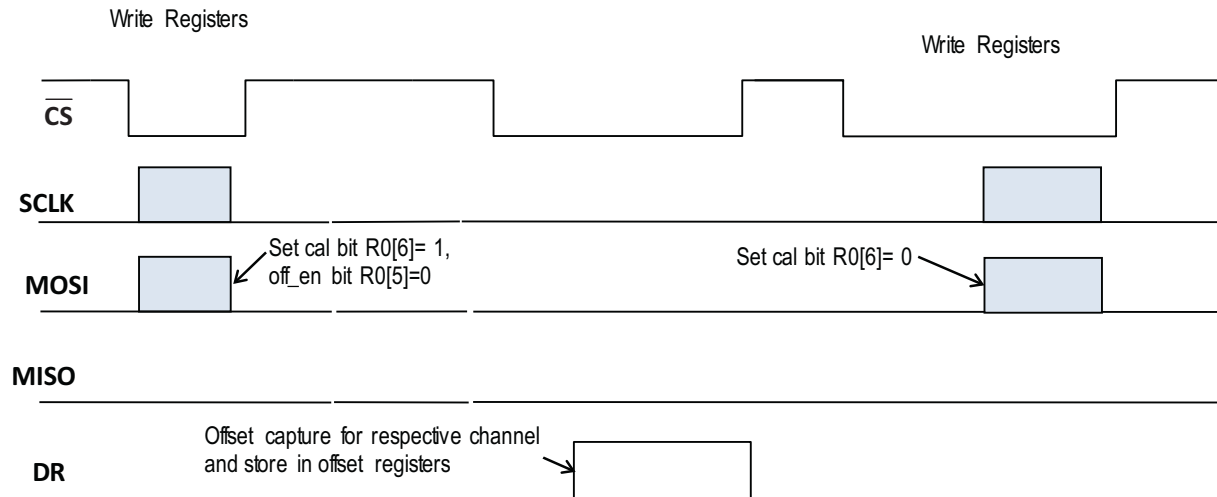 Write Registers
Write Registers
CS
SCLK
Set cal bit R0[6]= 1,
off_en bit R0[5]=0
Set cal bit R0[6]= 0
MOSI
MISO
Offset capture for respective channel
and store in offset registers
DR